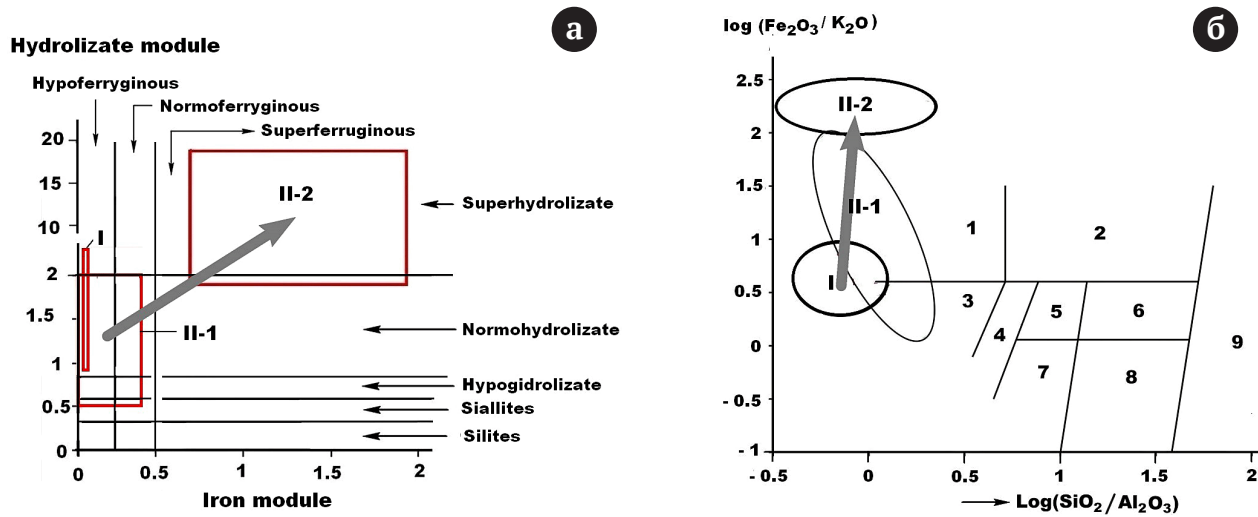 a
Hydrolizate module
Hypoferryginous
Normoferryginous
Superferruginous
20
15
10
2
1.5
1
0.5
0
I
II-2
II-1
Superhydrolizate
Normohydrolizate
Hypogidrolizate
Siallites
Silites
0
0.5
1
1.5
2
Iron module
б
log (Fe₂O₃/K₂O)
2.5
2
1.5
1
0.5
0
- 0.5
- 1
II-2
II-1
I
1
2
3
4
5
6
7
8
9
- 0.5
0
0.5
1
1.5
2
Log(SiO₂/Al₂O₃)